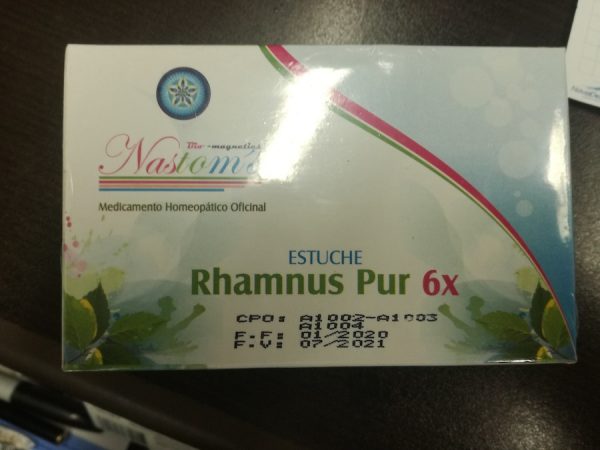 Bio-magnetics
Nastom's
Medicamento Homeopático Oficinal
ESTUCHE
Rhamnus Pur 6x
CPO: A1002-A1003
A1004
F.F: 01/2020
F.V: 07/2021